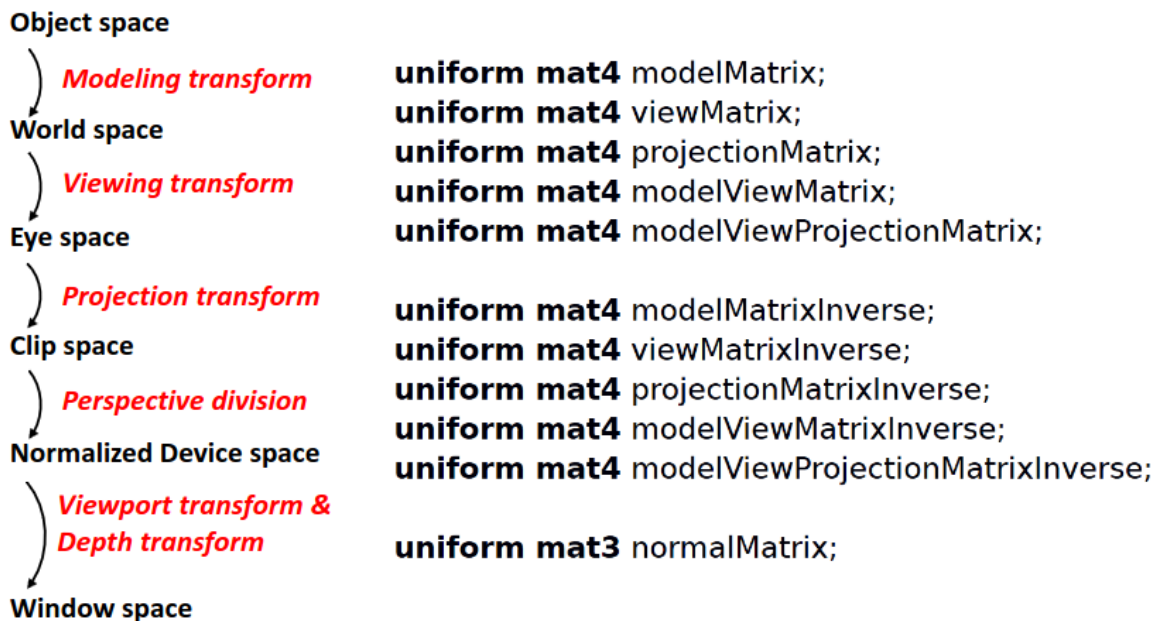 Object space
Modeling transform
World space
Viewing transform
Eye space
Projection transform
Clip space
Perspective division
Normalized Device space
Viewport transform &
Depth transform
Window space
uniform mat4 modelMatrix;
uniform mat4 viewMatrix;
uniform mat4 projectionMatrix;
uniform mat4 modelViewMatrix;
uniform mat4 modelViewProjectionMatrix;
uniform mat4 modelMatrixInverse;
uniform mat4 viewMatrixInverse;
uniform mat4 projectionMatrixInverse;
uniform mat4 modelViewMatrixInverse;
uniform mat4 modelViewProjectionMatrixInverse;
uniform mat3 normalMatrix;